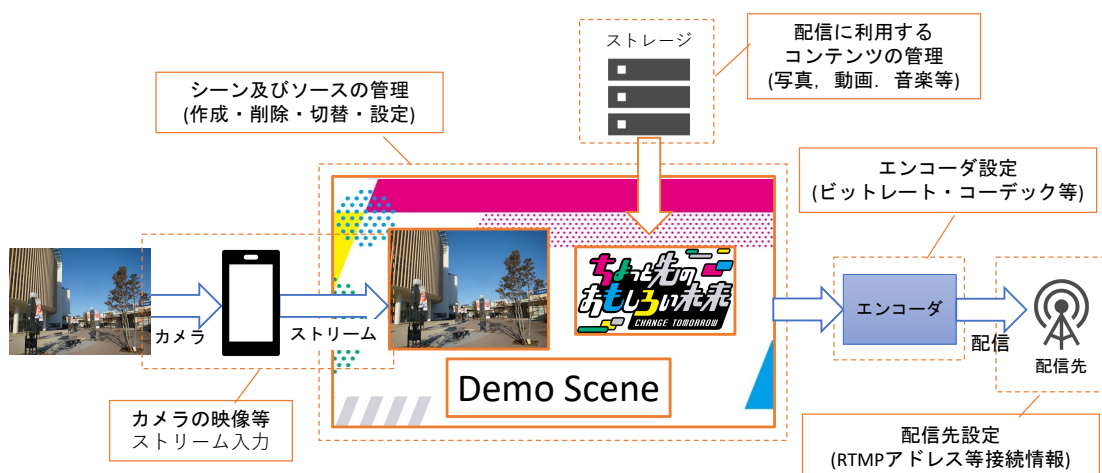 ストレージ
配信に利用する
コンテンツの管理
(写真，動画．音楽等)
シーン及びソースの管理
(作成・削除・切替・設定)
エンコーダ設定
(ビットレート・コーデック等)
カメラ
ストリーム
ちょっと先の
おもしろい未来
CHANGE TOMORROW
Demo Scene
エンコーダ
配信
配信先
カメラの映像等
ストリーム入力
配信先設定
(RTMPアドレス等接続情報)